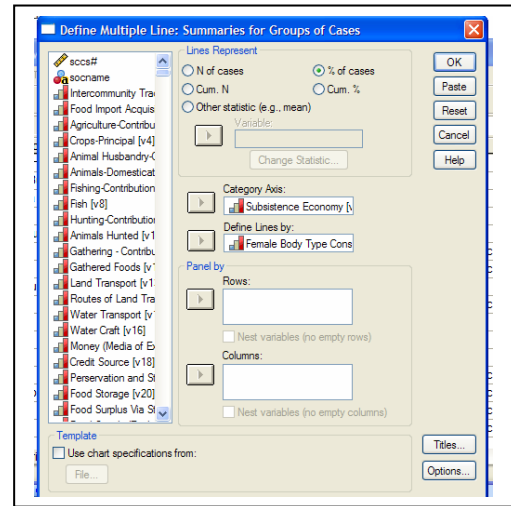 Define Multiple Line: Summaries for Groups of Cases
sccs#
socname
Intercommunity Tra
Food Import Acquis
Agriculture-Contribu
Crops-Principal [v4]
Animal Husbandry-C
Animals-Domesticat
Fishing-Contribution
Fish [v8]
Hunting-Contribution
Animals Hunted [v1
Gathering - Contribu
Gathered Foods [v
Land Transport [v1
Routes of Land Tra
Water Transport [v
Water Craft [v16]
Money (Media of E
Credit Source [v18]
Perservation and St
Food Storage [v20]
Food Surplus Via St
Lines Represent
N of cases
% of cases
Cum. N
Cum. %
Other statistic (e.g., mean)
Variable:
Change Statistic...
Category Axis:
Subsistence Economy [v
Define Lines by:
Female Body Type Cons
Panel by
Rows:
Nest variables (no empty rows)
Columns:
Nest variables (no empty columns)
Template
Use chart specifications from:
File...
OK
Paste
Reset
Cancel
Help
Titles...
Options...